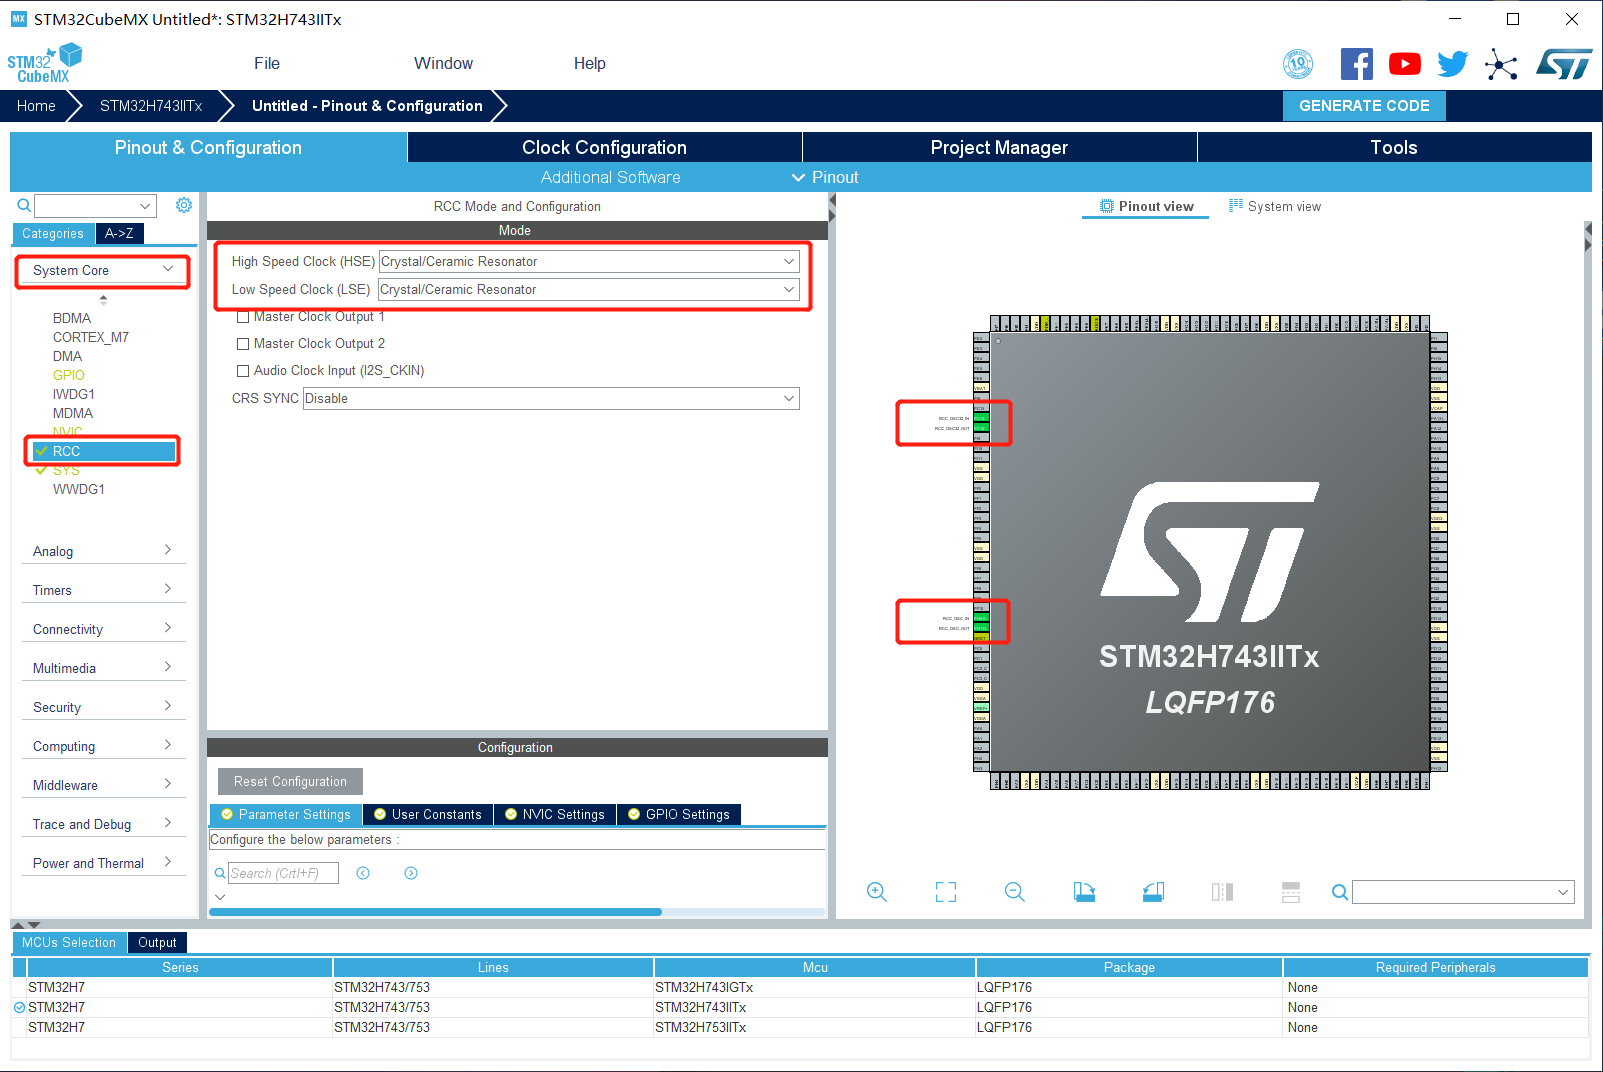 STM32CubeMX Untitled*: STM32H743IITx
STM32
CubeMX
File
Window
Help
10
ST
Home
STM32H743IITx
Untitled - Pinout & Configuration
GENERATE CODE
Pinout & Configuration
Clock Configuration
Project Manager
Tools
Additional Software
Pinout
Categories
A->Z
System Core
BDMA
CORTEX_M7
DMA
GPIO
IWDG1
MDMA
NVIC
RCC
SYS
WWDG1
Analog
Timers
Connectivity
Multimedia
Security
Computing
Middleware
Trace and Debug
Power and Thermal
RCC Mode and Configuration
Mode
High Speed Clock (HSE) Crystal/Ceramic Resonator
Low Speed Clock (LSE) Crystal/Ceramic Resonator
Master Clock Output 1
Master Clock Output 2
Audio Clock Input (I2S_CKIN)
CRS SYNC Disable
Configuration
Reset Configuration
Parameter Settings
User Constants
NVIC Settings
GPIO Settings
Configure the below parameters :
Search (Crtl+F)
Pinout view
System view
RCC_OSC32_IN
RCC_OSC32_OUT
RCC_OSC_IN
RCC_OSC_OUT
ST
STM32H743IITx
LQFP176
MCUs Selection
Output
Series Lines Mcu Package Required Peripherals
STM32H7 STM32H743/753 STM32H743IGTx LQFP176 None
STM32H7 STM32H743/753 STM32H743IITx LQFP176 None
STM32H7 STM32H743/753 STM32H753IITx LQFP176 None